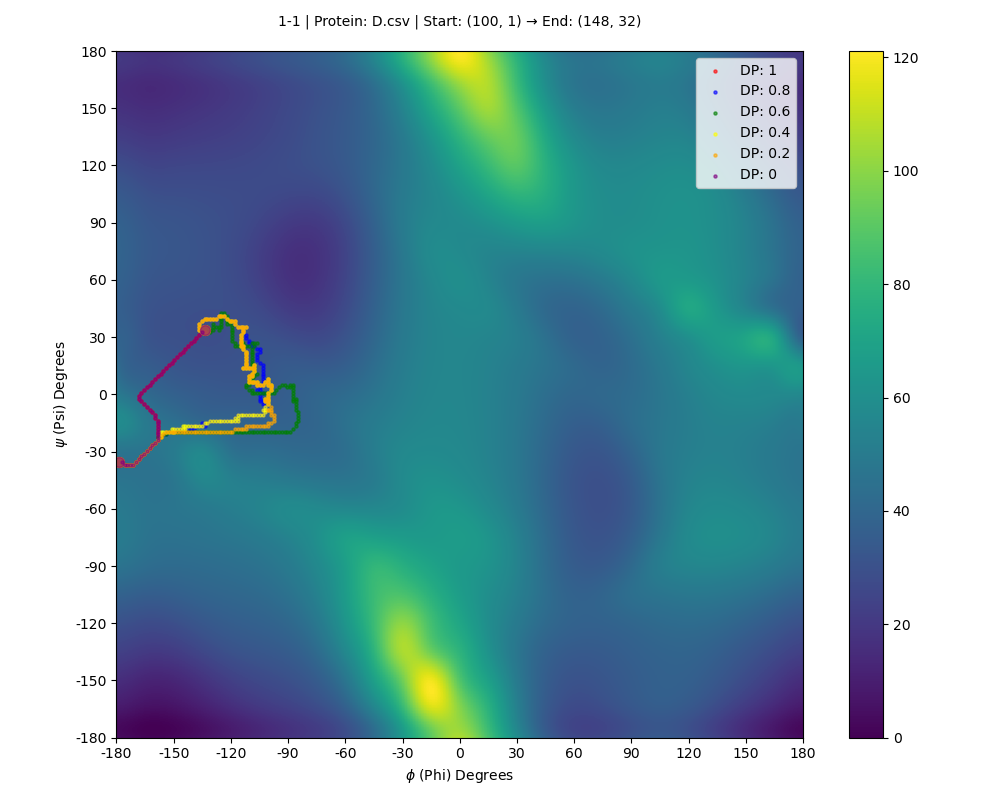 1-1 | Protein: D.csv | Start: (100, 1) → End: (148, 32)
180
150
120
90
60
30
0
-30
-60
-90
-120
-150
-180
ψ (Psi) Degrees
-180 -150 -120 -90 -60 -30 0 30 60 90 120 150 180
ϕ (Phi) Degrees
DP: 1
DP: 0.8
DP: 0.6
DP: 0.4
DP: 0.2
DP: 0
120
100
80
60
40
20
0